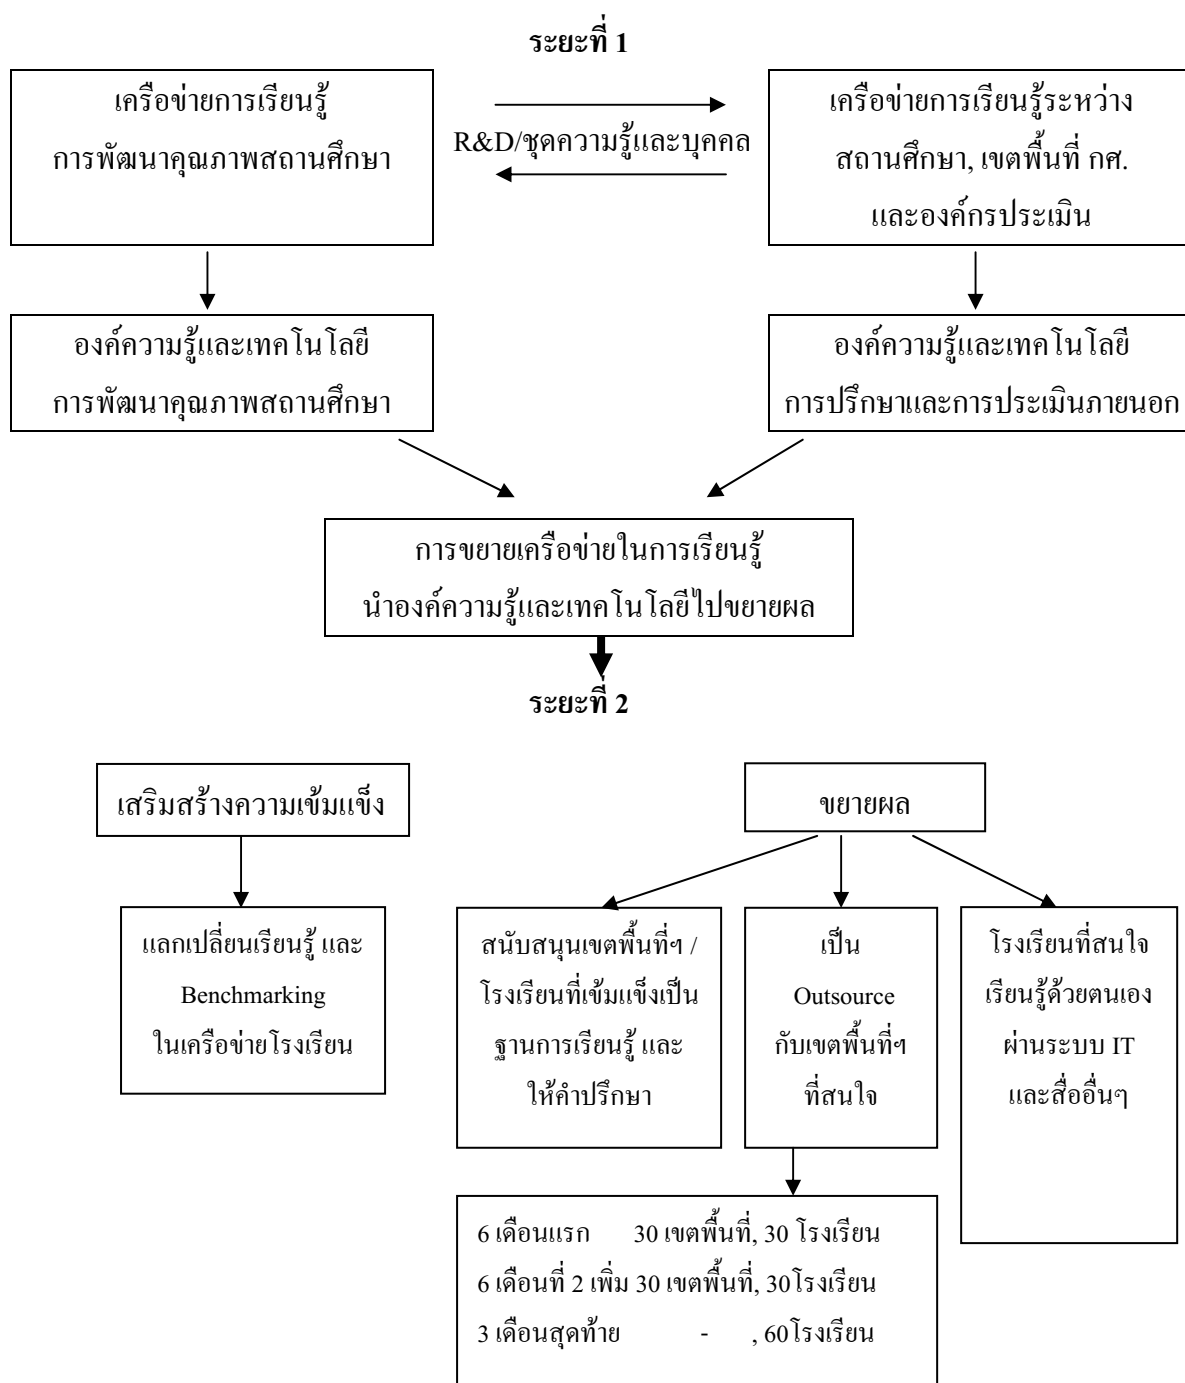 ระยะที่ 1
เครือข่ายการเรียนรู้
การพัฒนาคุณภาพสถานศึกษา
R&D/ชุดความรู้และบุคคล
เครือข่ายการเรียนรู้ระหว่าง
สถานศึกษา, เขตพื้นที่ กศ.
และองค์กรประเมิน
องค์ความรู้และเทคโนโลยี
การพัฒนาคุณภาพสถานศึกษา
องค์ความรู้และเทคโนโลยี
การปรึกษาและการประเมินภายนอก
การขยายเครือข่ายในการเรียนรู้
นำองค์ความรู้และเทคโนโลยีไปขยายผล
ระยะที่ 2
เสริมสร้างความเข้มแข็ง
แลกเปลี่ยนเรียนรู้ และ
Benchmarking
ในเครือข่ายโรงเรียน
ขยายผล
สนับสนุนเขตพื้นที่ฯ /
โรงเรียนที่เข้มแข็งเป็น
ฐานการเรียนรู้ และ
ให้คำปรึกษา
เป็น
Outsource
กับเขตพื้นที่ฯ
ที่สนใจ
โรงเรียนที่สนใจ
เรียนรู้ด้วยตนเอง
ผ่านระบบ IT
และสื่ออื่นๆ
6 เดือนแรก 30 เขตพื้นที่, 30 โรงเรียน
6 เดือนที่ 2 เพิ่ม 30 เขตพื้นที่, 30โรงเรียน
3 เดือนสุดท้าย - , 60โรงเรียน